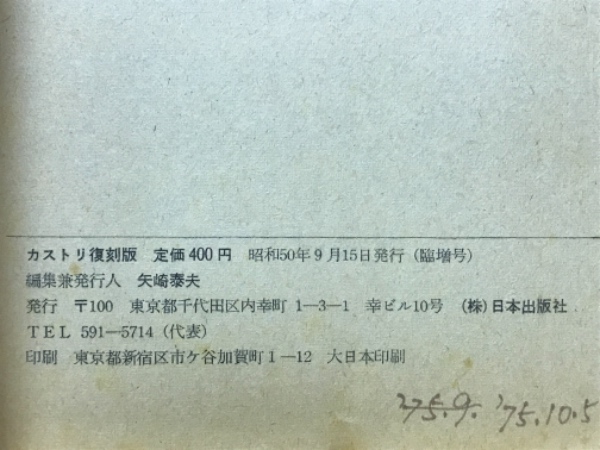 カストリ復刻版 定価400円 昭和50年9月15日発行（臨増号）
編集兼発行人 矢崎泰夫
発行 〒100 東京都千代田区内幸町 1―3―1 幸ビル10号 (株)日本出版社
TEL 591―5714（代表）
印刷 東京都新宿区市ケ谷加賀町1―12 大日本印刷
'75.9. '75.10.5